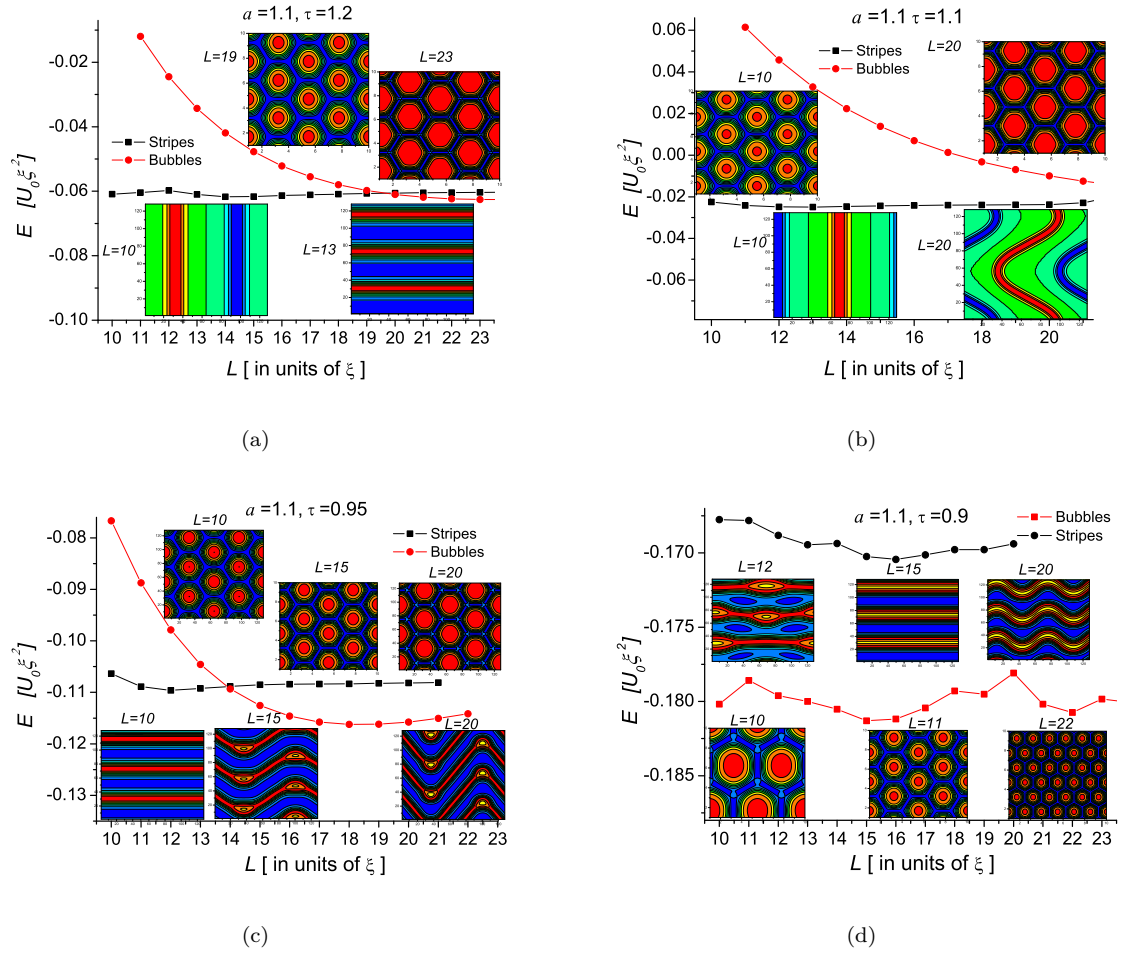 a =1.1, τ =1.2
L=19
L=23
Stripes
Bubbles
L=10
L=13
-0.02
-0.04
-0.06
-0.08
-0.10
E [U₀ξ²]
10 11 12 13 14 15 16 17 18 19 20 21 22 23
L [ in units of ξ ]
(a)
a =1.1 τ =1.1
Stripes
Bubbles
L=20
L=10
L=10
L=20
0.06
0.04
0.02
0.00
-0.02
-0.04
-0.06
E [U₀ξ²]
10 12 14 16 18 20
L [ in units of ξ ]
(b)
a =1.1, τ =0.95
L=10
Stripes
Bubbles
L=15
L=20
L=10
L=15
L=20
-0.08
-0.09
-0.10
-0.11
-0.12
-0.13
E [U₀ξ²]
10 11 12 13 14 15 16 17 18 19 20 21 22 23
L [ in units of ξ ]
(c)
a =1.1, τ =0.9
Bubbles
Stripes
L=12
L=15
L=20
L=10
L=11
L=22
-0.170
-0.175
-0.180
-0.185
E [U₀ξ²]
10 11 12 13 14 15 16 17 18 19 20 21 22 23
L [ in units of ξ ]
(d)